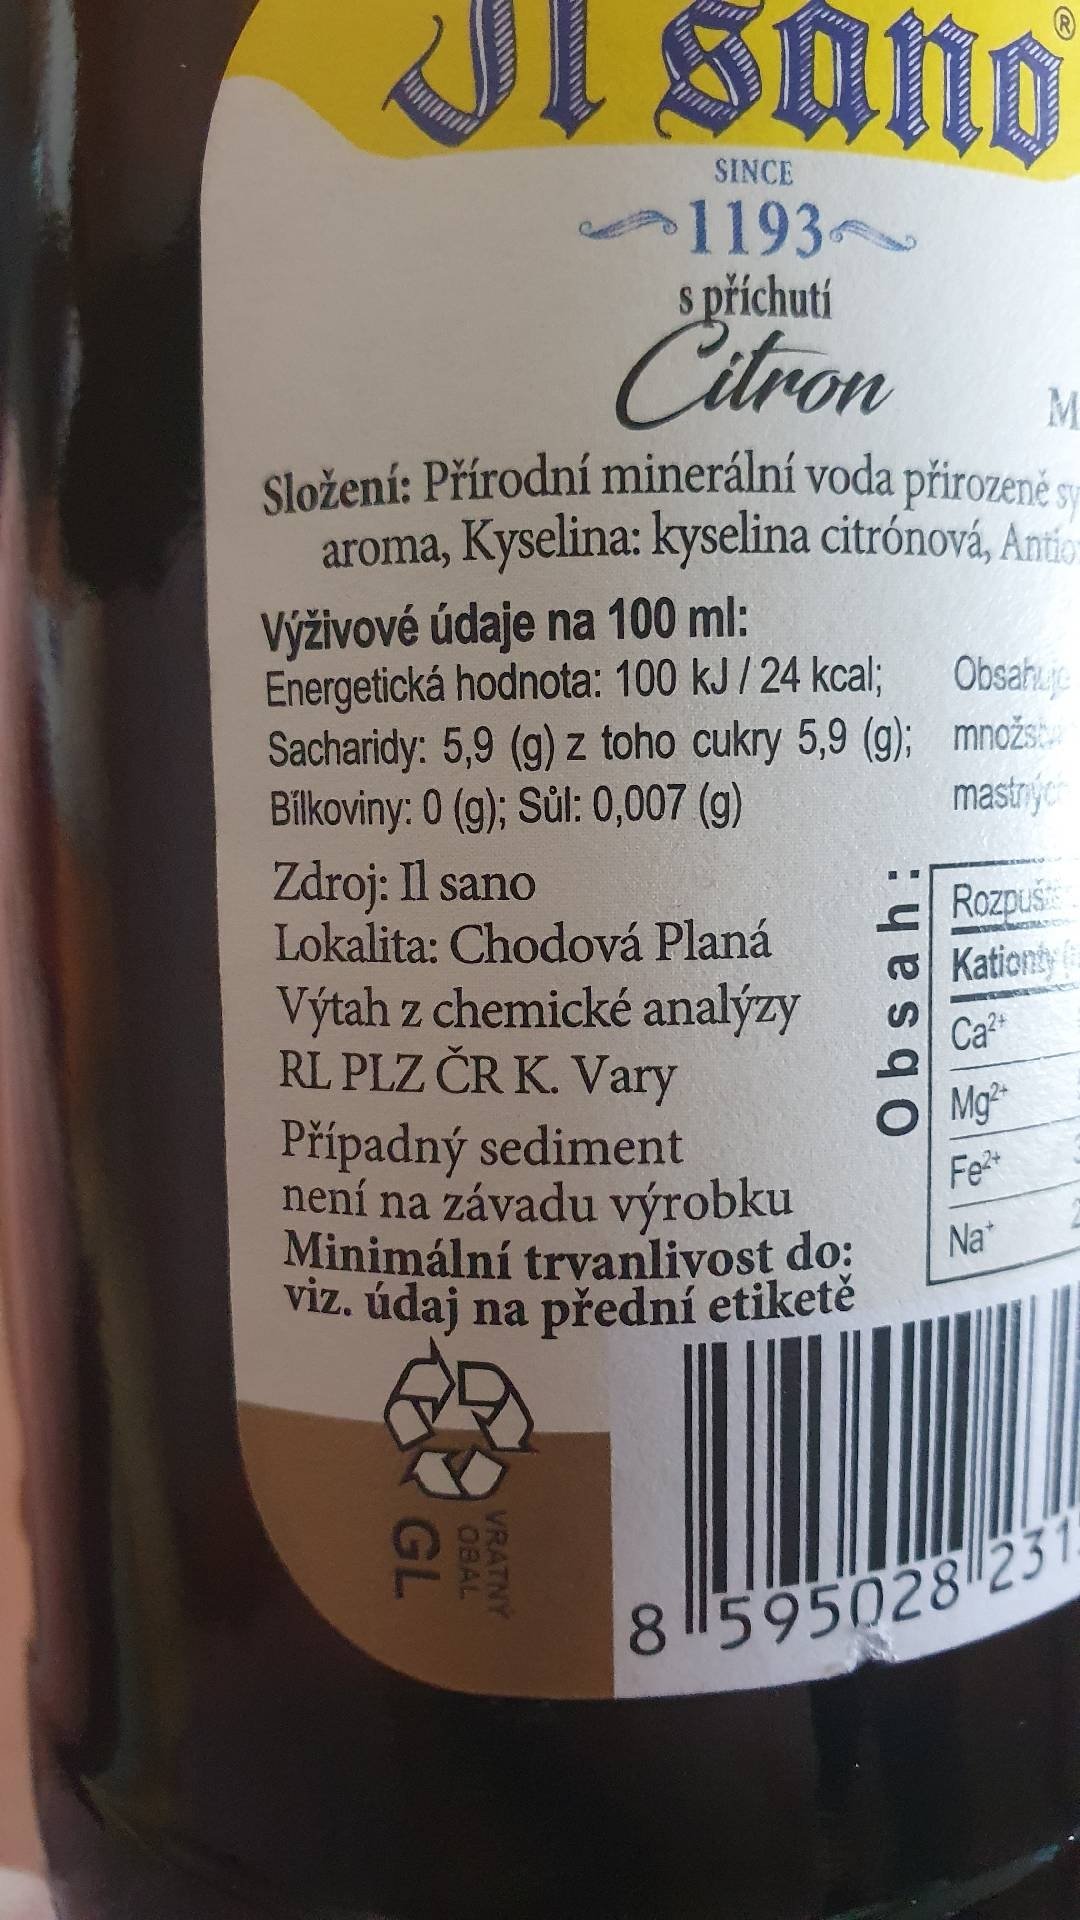 Il sano®
SINCE
1193
s příchutí
Citron
Složení: Přírodní minerální voda přirozeně
aroma, Kyselina: kyselina citrónová,
Výživové údaje na 100 ml:
Energetická hodnota: 100 kJ / 24 kcal;
Sacharidy: 5,9 (g) z toho cukry 5,9 (g);
Bílkoviny: 0 (g); Sůl: 0,007 (g)
Obsahuje
Zdroj: Il sano
Lokalita: Chodová Planá
Výtah z chemické analýzy
RL PLZ ČR K. Vary
Případný sediment
není na závadu výrobku
Minimální trvanlivost do:
viz. údaj na přední etiketě
Obsah:
Kationty
Ca²⁺
Mg²⁺
Fe²⁺
Na⁺
VRATNÝ
OBAL
GL
8 595028 231